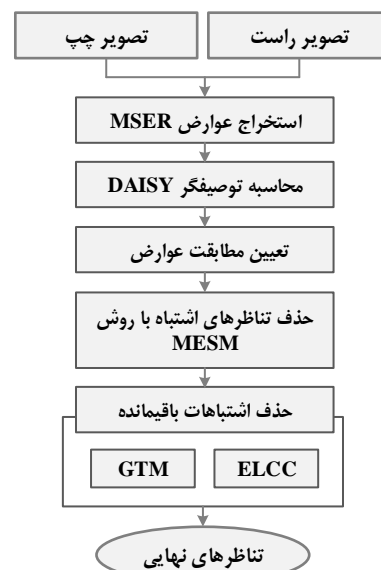 تصویر راست
تصویر چپ
استخراج عوارض MSER
محاسبه توصیفگر DAISY
تعیین مطابقت عوارض
حذف تناظرهای اشتباه با روش
MESM
حذف اشتباهات باقیمانده
ELCC
GTM
تناظرهای نهایی